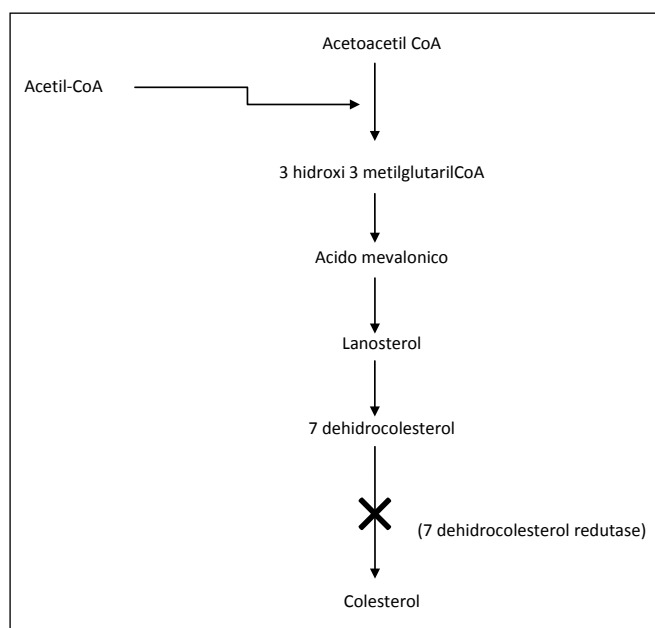 Acetoacetil CoA
Acetil-CoA
3 hidroxi 3 metilglutarilCoA
Acido mevalonico
Lanosterol
7 dehidrocolesterol
(7 dehidrocolesterol redutase)
Colesterol